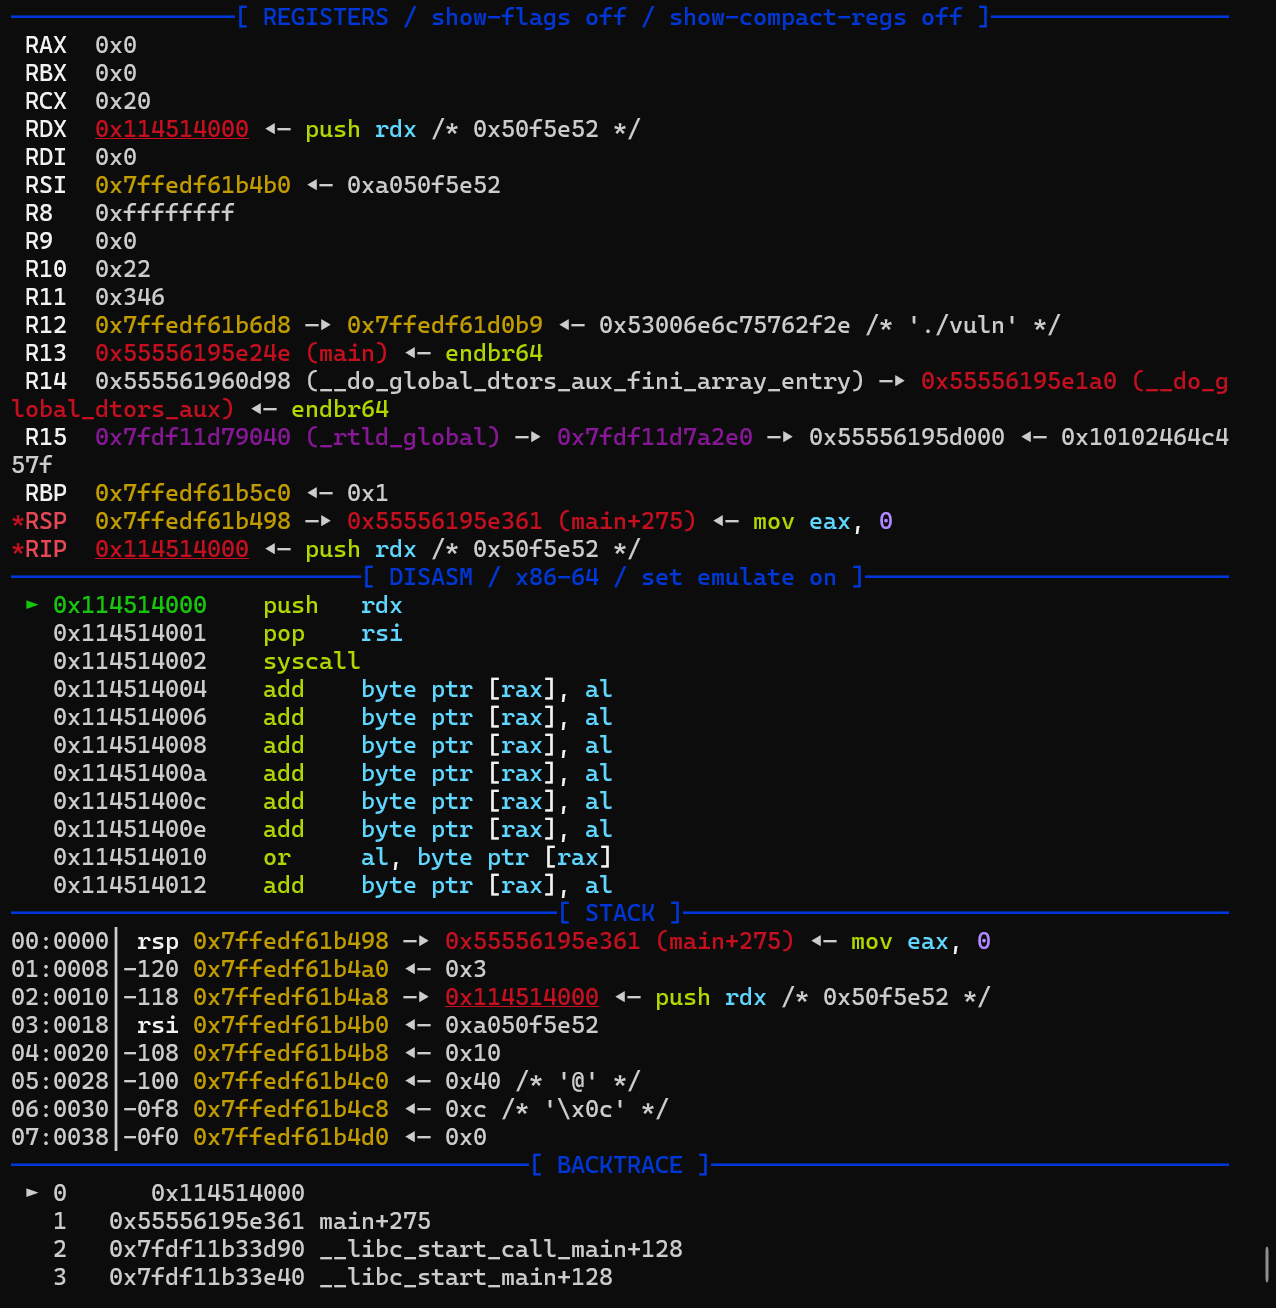 [ REGISTERS / show-flags off / show-compact-regs off ]
RAX  0x0
RBX  0x0
RCX  0x20
RDX  0x114514000 ◂— push rdx /* 0x50f5e52 */
RDI  0x0
RSI  0x7ffedf61b4b0 ◂— 0xa050f5e52
R8   0xffffffff
R9   0x0
R10  0x22
R11  0x346
R12  0x7ffedf61b6d8 —▸ 0x7ffedf61d0b9 ◂— 0x53006e6c75762f2e /* './vuln' */
R13  0x55556195e24e (main) ◂— endbr64
R14  0x555561960d98 (__do_global_dtors_aux_fini_array_entry) —▸ 0x55556195e1a0 (__do_g
lobal_dtors_aux) ◂— endbr64
R15  0x7fdf11d79040 (_rtld_global) —▸ 0x7fdf11d7a2e0 —▸ 0x55556195d000 ◂— 0x10102464c4
57f
RBP  0x7ffedf61b5c0 ◂— 0x1
*RSP  0x7ffedf61b498 —▸ 0x55556195e361 (main+275) ◂— mov eax, 0
*RIP  0x114514000 ◂— push rdx /* 0x50f5e52 */
[ DISASM / x86-64 / set emulate on ]
► 0x114514000    push   rdx
0x114514001    pop    rsi
0x114514002    syscall
0x114514004    add    byte ptr [rax], al
0x114514006    add    byte ptr [rax], al
0x114514008    add    byte ptr [rax], al
0x11451400a    add    byte ptr [rax], al
0x11451400c    add    byte ptr [rax], al
0x11451400e    add    byte ptr [rax], al
0x114514010    or     al, byte ptr [rax]
0x114514012    add    byte ptr [rax], al
[ STACK ]
00:0000│ rsp 0x7ffedf61b498 —▸ 0x55556195e361 (main+275) ◂— mov eax, 0
01:0008│-120 0x7ffedf61b4a0 ◂— 0x3
02:0010│-118 0x7ffedf61b4a8 —▸ 0x114514000 ◂— push rdx /* 0x50f5e52 */
03:0018│ rsi 0x7ffedf61b4b0 ◂— 0xa050f5e52
04:0020│-108 0x7ffedf61b4b8 ◂— 0x10
05:0028│-100 0x7ffedf61b4c0 ◂— 0x40 /* '@' */
06:0030│-0f8 0x7ffedf61b4c8 ◂— 0xc /* '\x0c' */
07:0038│-0f0 0x7ffedf61b4d0 ◂— 0x0
[ BACKTRACE ]
► 0      0x114514000
1   0x55556195e361 main+275
2   0x7fdf11b33d90 __libc_start_call_main+128
3   0x7fdf11b33e40 __libc_start_main+128